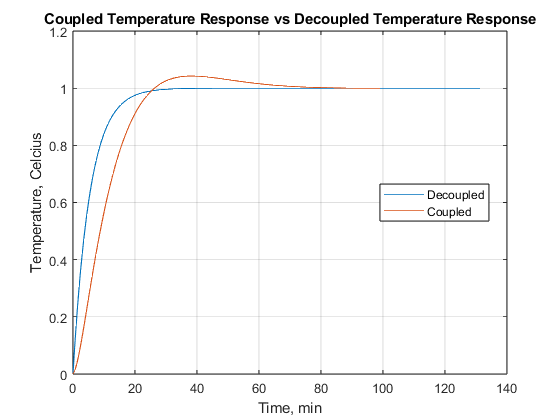 Coupled Temperature Response vs Decoupled Temperature Response
1.2
1
0.8
0.6
0.4
0.2
0
Temperature, Celcius
Decoupled
Coupled
0 20 40 60 80 100 120 140
Time, min